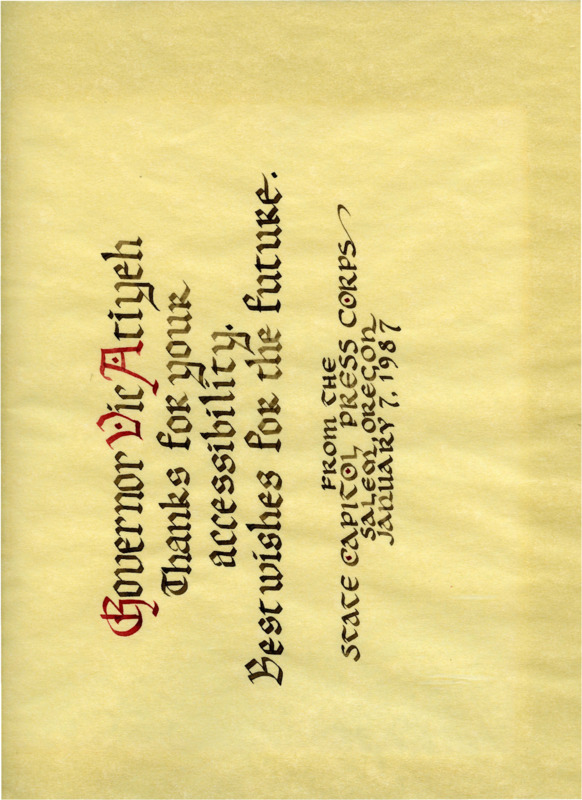 Governor Vic Atiyeh
Thanks for your
accessibility.
Best wishes for the future.
FROM THE
STATE CAPITOL PRESS CORPS
SALEM, OREGON
JANUARY 7, 1987